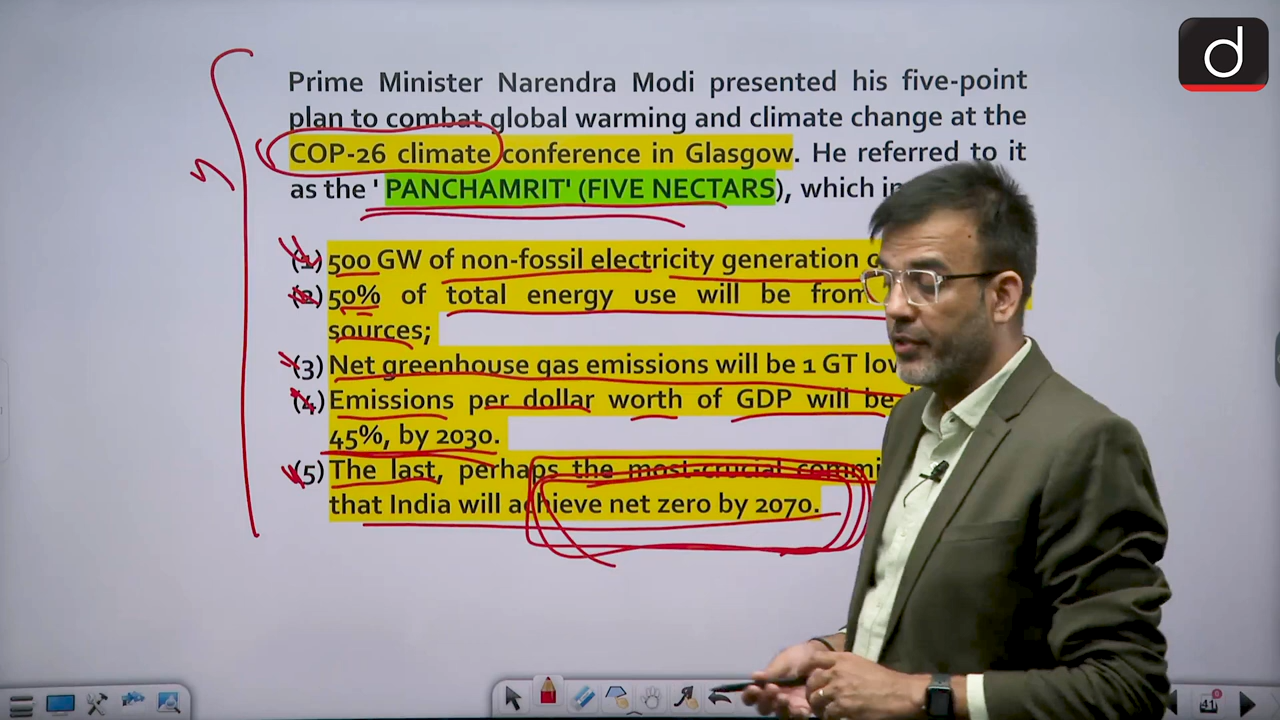 Prime Minister Narendra Modi presented his five-point
plan to combat global warming and climate change at the
COP-26 climate conference in Glasgow. He referred to it
as the ' PANCHAMRIT' (FIVE NECTARS), which
(1) 500 GW of non-fossil electricity generation
(2) 50% of total energy use will be from
sources;
(3) Net greenhouse gas emissions will be 1 GT
(4) Emissions per dollar worth of GDP will be
45%, by 2030.
(5) The last, perhaps the most-crucial
that India will achieve net zero by 2070.
d
41